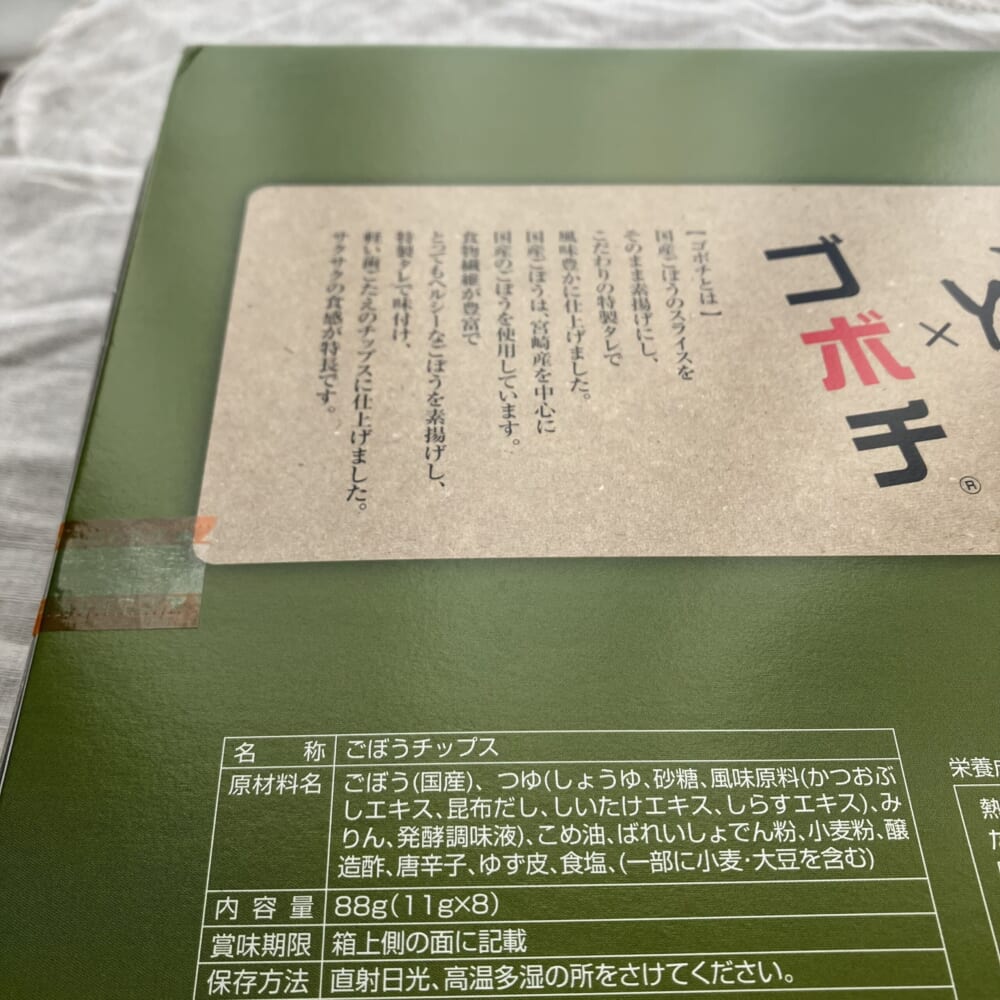 ゴボチ®
×
【ゴボチとは】
国産ごぼうのスライスを
そのまま素揚げにし、
こだわりの特製タレで
風味豊かに仕上げました。
国産ごぼうは、宮崎産を中心に
国産のごぼうを使用しています。
食物繊維が豊富で
とってもヘルシーなごぼうを素揚げし、
特製タレで味付け、
軽い歯ごたえのチップスに仕上げました。
サクサクの食感が特長です。
名称 ごぼうチップス
原材料名 ごぼう(国産)、つゆ(しょうゆ、砂糖、風味原料(かつおぶ
しエキス、昆布だし、しいたけエキス、しらすエキス)、み
りん、発酵調味液)、こめ油、ばれいしょでん粉、小麦粉、醸
造酢、唐辛子、ゆず皮、食塩、(一部に小麦・大豆を含む)
内容量 88g(11g×8)
賞味期限 箱上側の面に記載
保存方法 直射日光、高温多湿の所をさけてください。
栄養成
熱
た